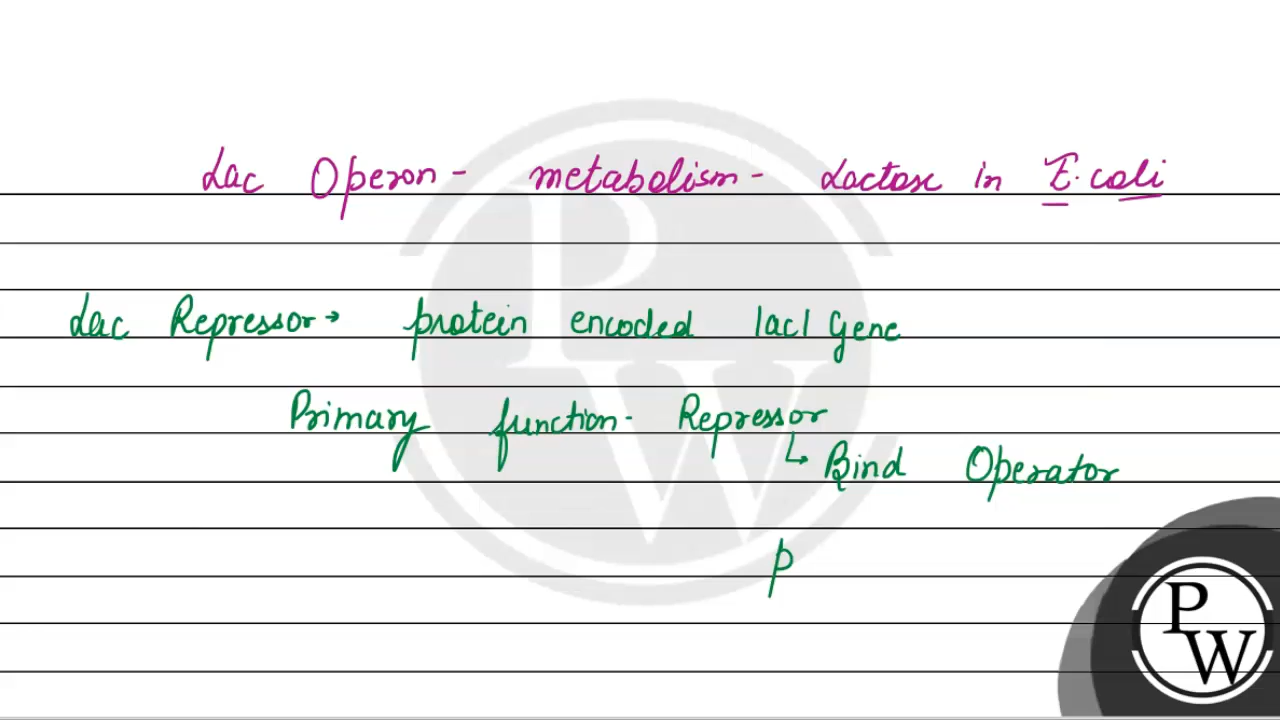 Lac Operon - metabolism - Lactose in E. coli
Lac Repressor → protein encoded lacI Gene
Primary function - Repressor
↳ Bind Operator
p
P
W
P
W